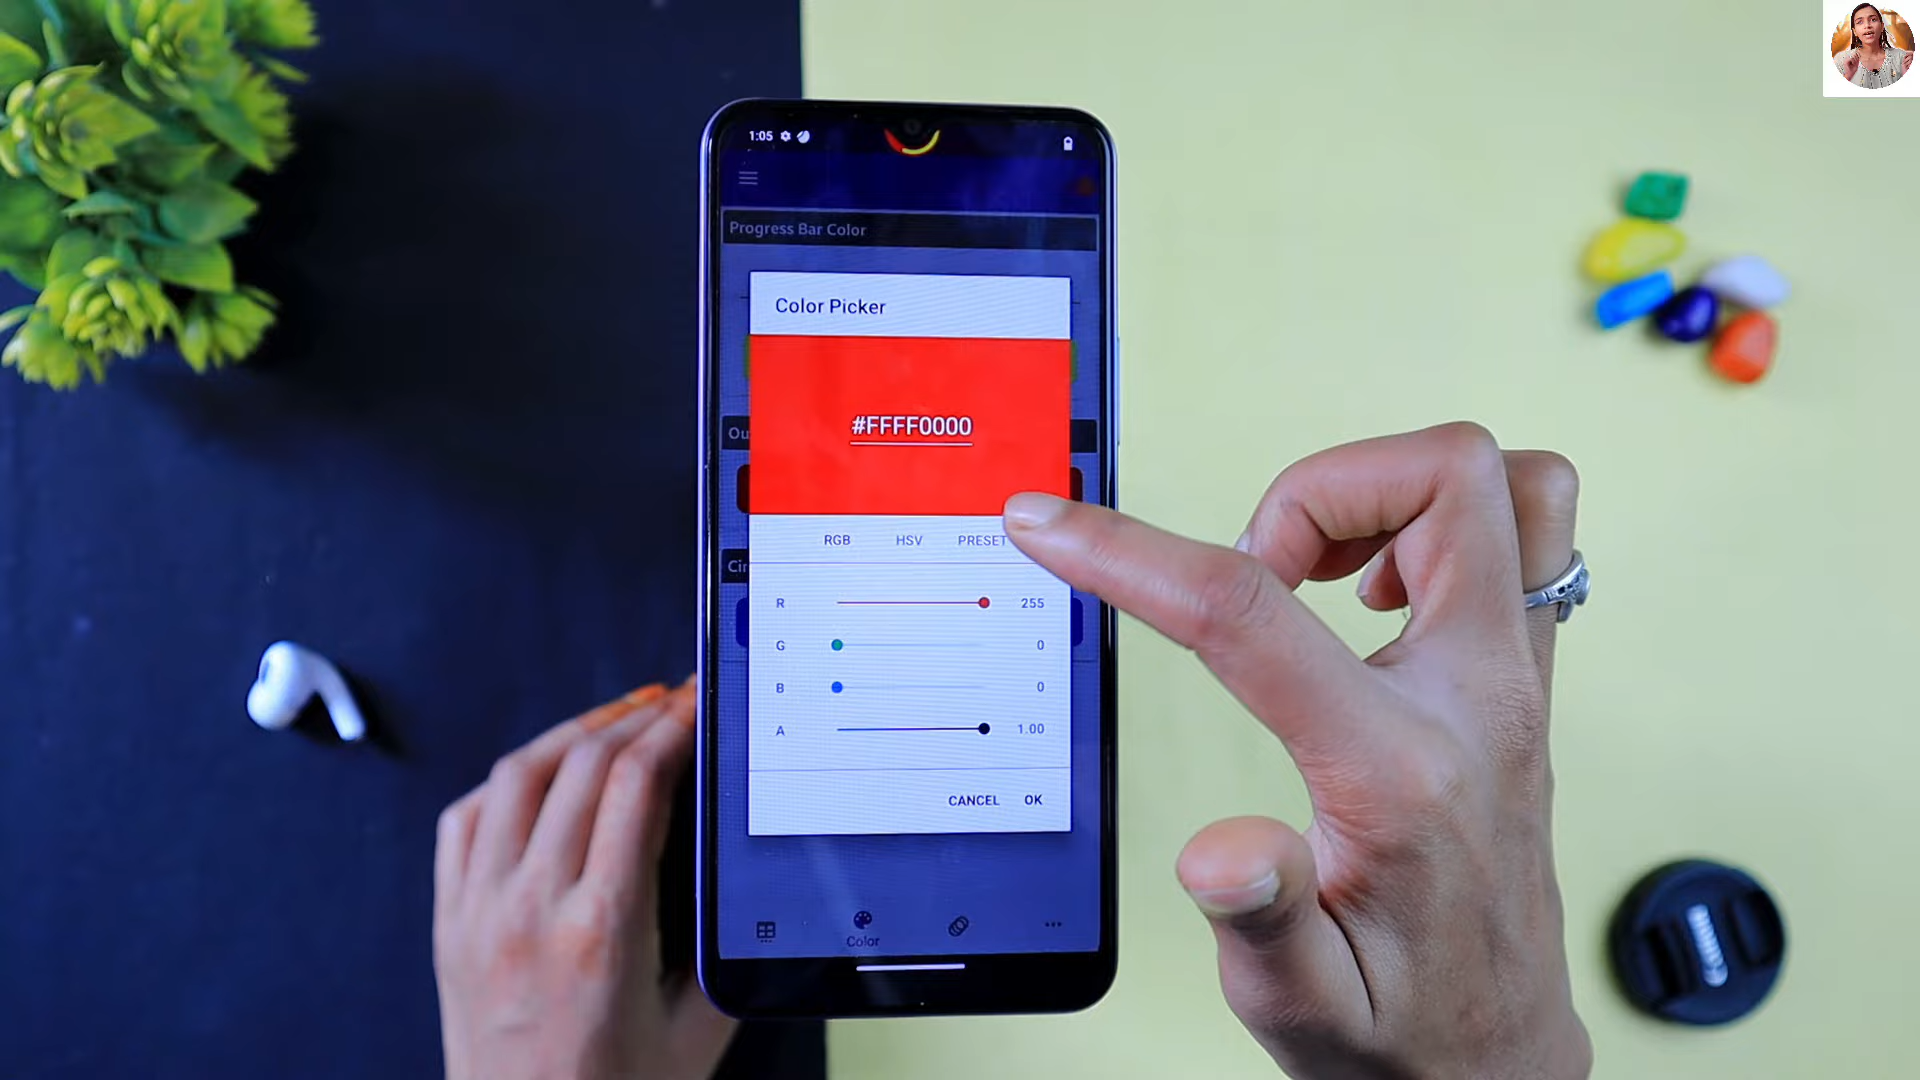 1:05
Progress Bar Color
Color Picker
#FFFF0000
Ou
RGB HSV PRESET
Cir
R 255
G 0
B 0
A 1.00
CANCEL OK
Color
Canon